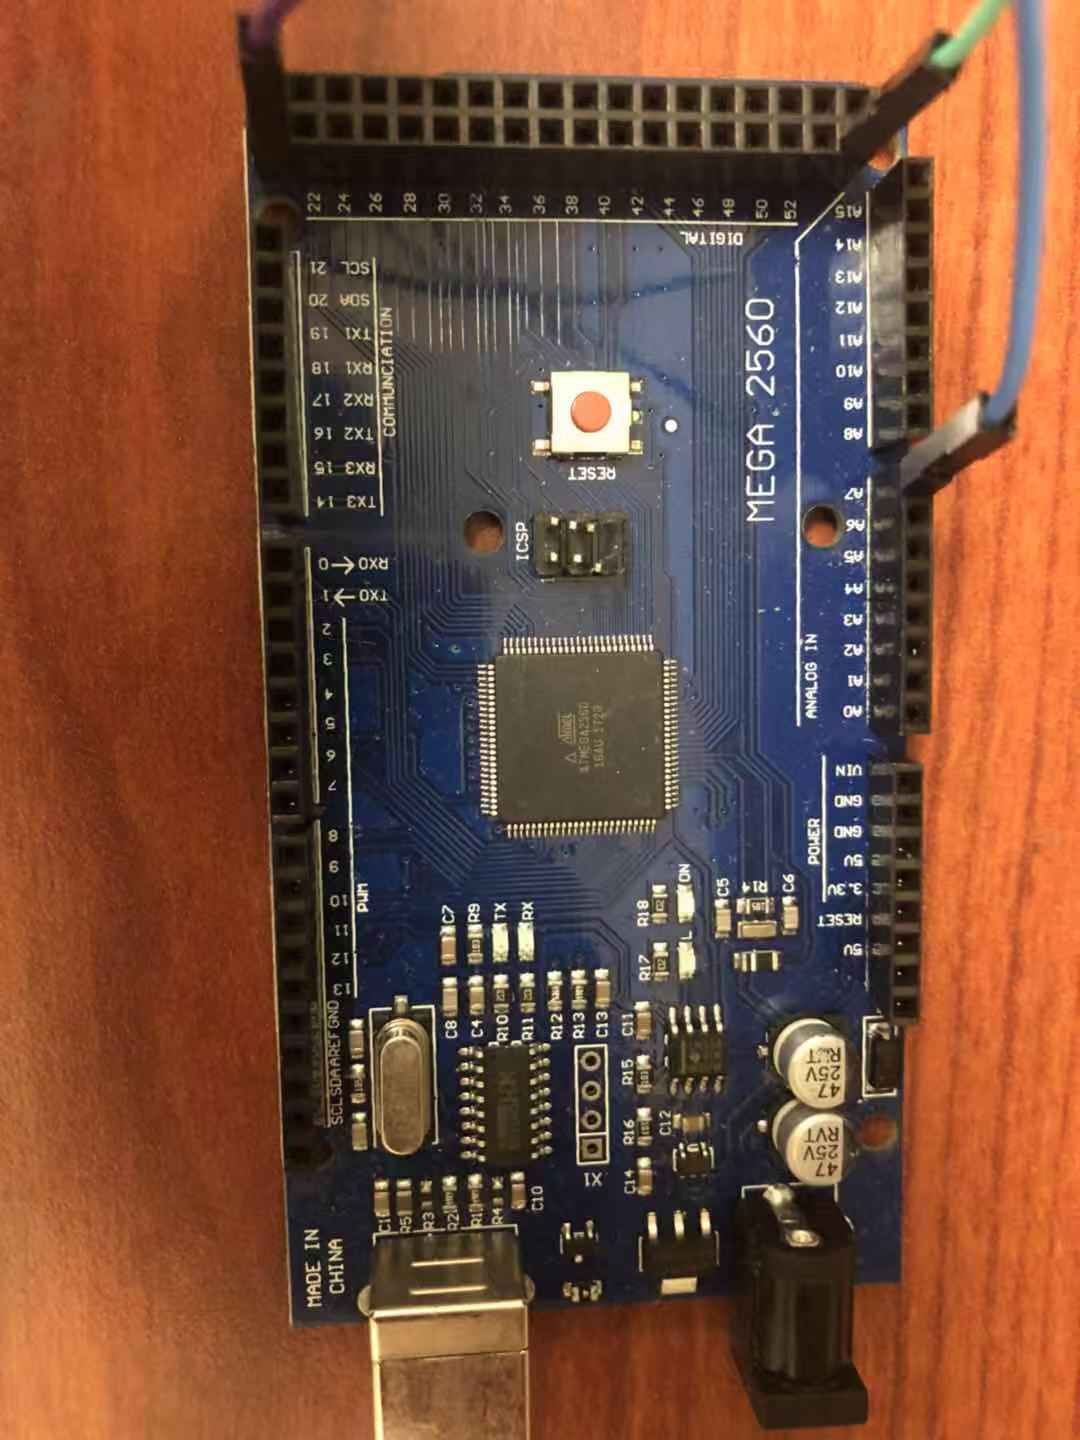 22 24 26 28 30 32 34 36 38 40 42 44 46 48 50 52
DIGITAL
SCL 21
SDA 20
TX1 19
RX1 18
RX2 17
TX2 16
RX3 15
TX3 14
COMMUNCIATION
RX0 → 0
TX0 ← 1
2
3
4
5
6
7
8
9
10
11
12
13
PWM
GND
AREF
SDA
SCL
A15
A14
A13
A12
A11
A10
A9
A8
A7
A6
A5
A4
A3
A2
A1
A0
ANALOG IN
VIN
GND
GND
5V
3.3V
RESET
5V
POWER
MEGA 2560
RESET
ICSP
1
ATMEL
ATMEGA2560
16AU 1729
ON
L
TX
RX
R18
R17
C5
R14
C6
C7
R9
C8
C4
R10
R11
R12
R13
C13
C11
R15
R16
C12
C14
X1
C10
R5
R3
R2
R1
R4
47
25V
RVT
47
25V
RVT
MADE IN
CHINA